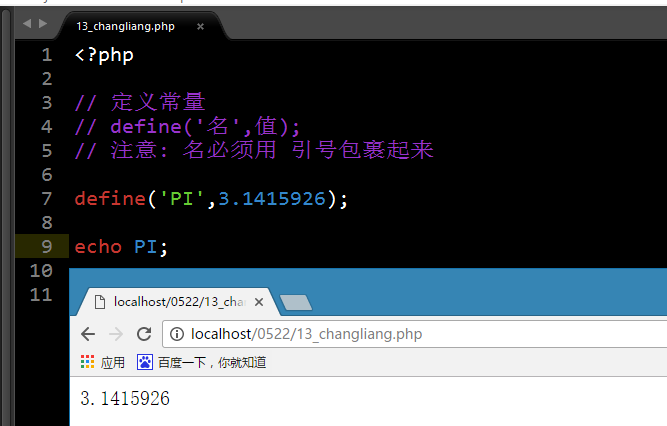 13_changliang.php ×
1 <?php
2
3 // 定义常量
4 // define('名',值);
5 // 注意: 名必须用 引号包裹起来
6
7 define('PI',3.1415926);
8
9 echo PI;
10
11
localhost/0522/13_cha
localhost/0522/13_changliang.php
应用 百度一下，你就知道
3.1415926